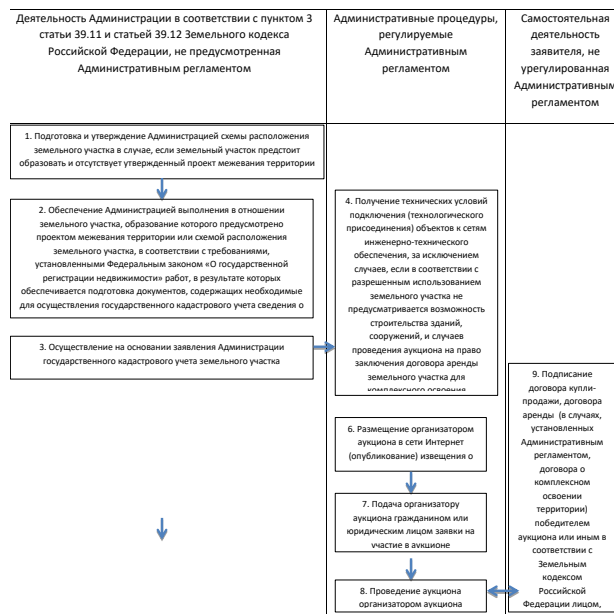 Деятельность Администрации в соответствии с пунктом 3
статьи 39.11 и статьей 39.12 Земельного кодекса
Российской Федерации, не предусмотренная
Административным регламентом
Административные процедуры,
регулируемые
Административным
регламентом
Самостоятельная
деятельность
заявителя, не
урегулированная
Административным
регламентом
1. Подготовка и утверждение Администрацией схемы расположения
земельного участка в случае, если земельный участок предстоит
образовать и отсутствует утвержденный проект межевания территории
2. Обеспечение Администрацией выполнения в отношении
земельного участка, образование которого предусмотрено
проектом межевания территории или схемой расположения
земельного участка, в соответствии с требованиями,
установленными Федеральным законом «О государственной
регистрации недвижимости» работ, в результате которых
обеспечивается подготовка документов, содержащих необходимые
для осуществления государственного кадастрового учета сведения о
3. Осуществление на основании заявления Администрации
государственного кадастрового учета земельного участка
4. Получение технических условий
подключения (технологического
присоединения) объектов к сетям
инженерно-технического
обеспечения, за исключением
случаев, если в соответствии с
разрешенным использованием
земельного участка не
предусматривается возможность
строительства зданий,
сооружений, и случаев
проведения аукциона на право
заключения договора аренды
земельного участка для
комплексного освоения
6. Размещение организатором
аукциона в сети Интернет
(опубликование) извещения о
7. Подача организатору
аукциона гражданином или
юридическим лицом заявки на
участие в аукционе
8. Проведение аукциона
организатором аукциона
9. Подписание
договора купли-
продажи, договора
аренды (в случаях,
установленных
Административным
регламентом,
договора о
комплексном
освоении
территории)
победителем
аукциона или иным в
соответствии с
Земельным
кодексом
Российской
Федерации лицом,